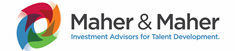 Maher & Maher
Investment Advisors for Talent Development.